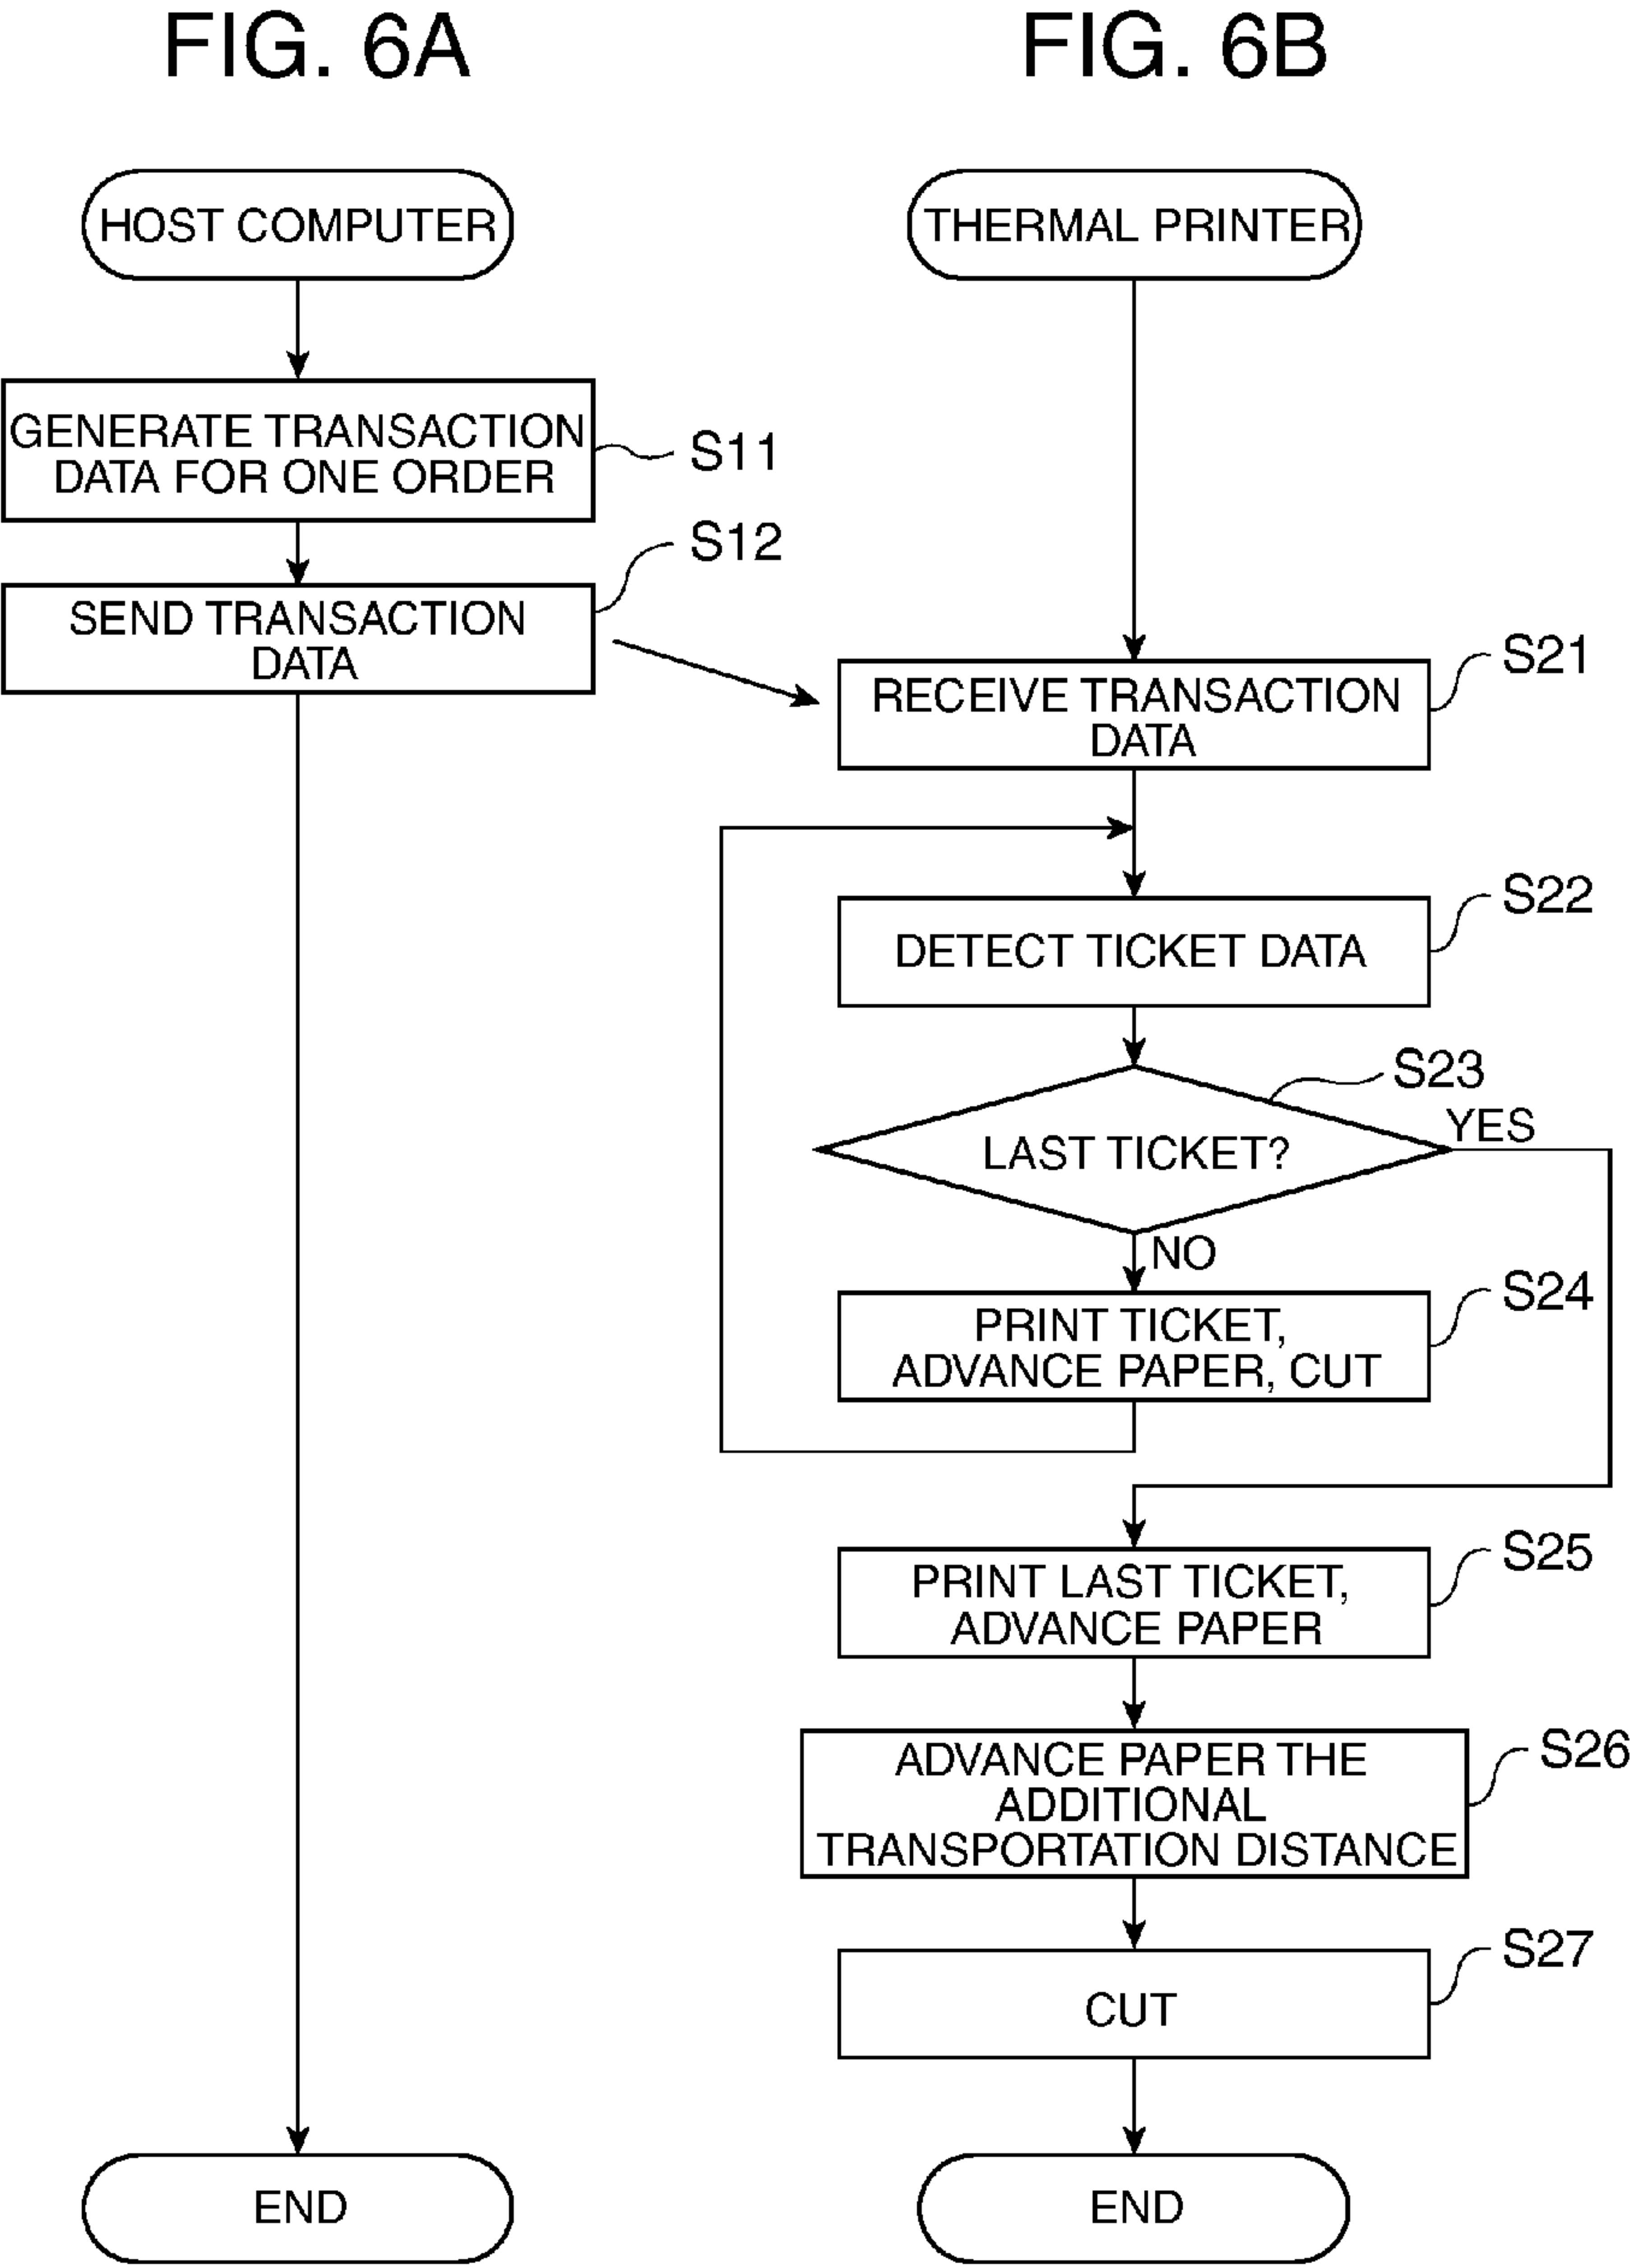 FIG. 6A
HOST COMPUTER
GENERATE TRANSACTION
DATA FOR ONE ORDER
S11
SEND TRANSACTION
DATA
S12
END
FIG. 6B
THERMAL PRINTER
RECEIVE TRANSACTION
DATA
S21
DETECT TICKET DATA
S22
LAST TICKET?
S23
YES
NO
PRINT TICKET,
ADVANCE PAPER, CUT
S24
PRINT LAST TICKET,
ADVANCE PAPER
S25
ADVANCE PAPER THE
ADDITIONAL
TRANSPORTATION DISTANCE
S26
CUT
S27
END